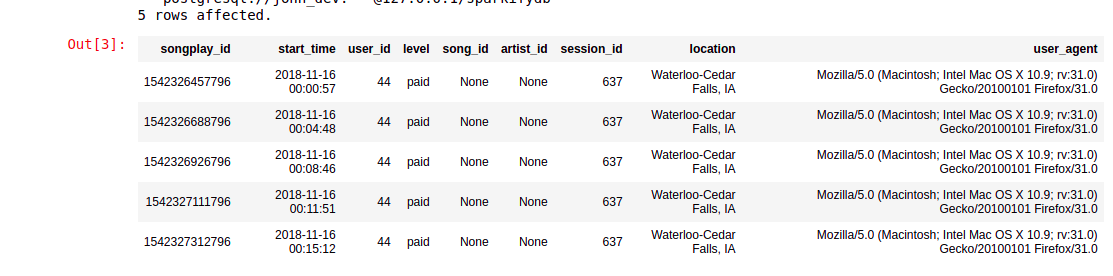 5 rows affected.
Out[3]:
songplay_id start_time user_id level song_id artist_id session_id location user_agent
1542326457796 2018-11-16 00:00:57 44 paid None None 637 Waterloo-Cedar Falls, IA Mozilla/5.0 (Macintosh; Intel Mac OS X 10.9; rv:31.0) Gecko/20100101 Firefox/31.0
1542326688796 2018-11-16 00:04:48 44 paid None None 637 Waterloo-Cedar Falls, IA Mozilla/5.0 (Macintosh; Intel Mac OS X 10.9; rv:31.0) Gecko/20100101 Firefox/31.0
1542326926796 2018-11-16 00:08:46 44 paid None None 637 Waterloo-Cedar Falls, IA Mozilla/5.0 (Macintosh; Intel Mac OS X 10.9; rv:31.0) Gecko/20100101 Firefox/31.0
1542327111796 2018-11-16 00:11:51 44 paid None None 637 Waterloo-Cedar Falls, IA Mozilla/5.0 (Macintosh; Intel Mac OS X 10.9; rv:31.0) Gecko/20100101 Firefox/31.0
1542327312796 2018-11-16 00:15:12 44 paid None None 637 Waterloo-Cedar Falls, IA Mozilla/5.0 (Macintosh; Intel Mac OS X 10.9; rv:31.0) Gecko/20100101 Firefox/31.0